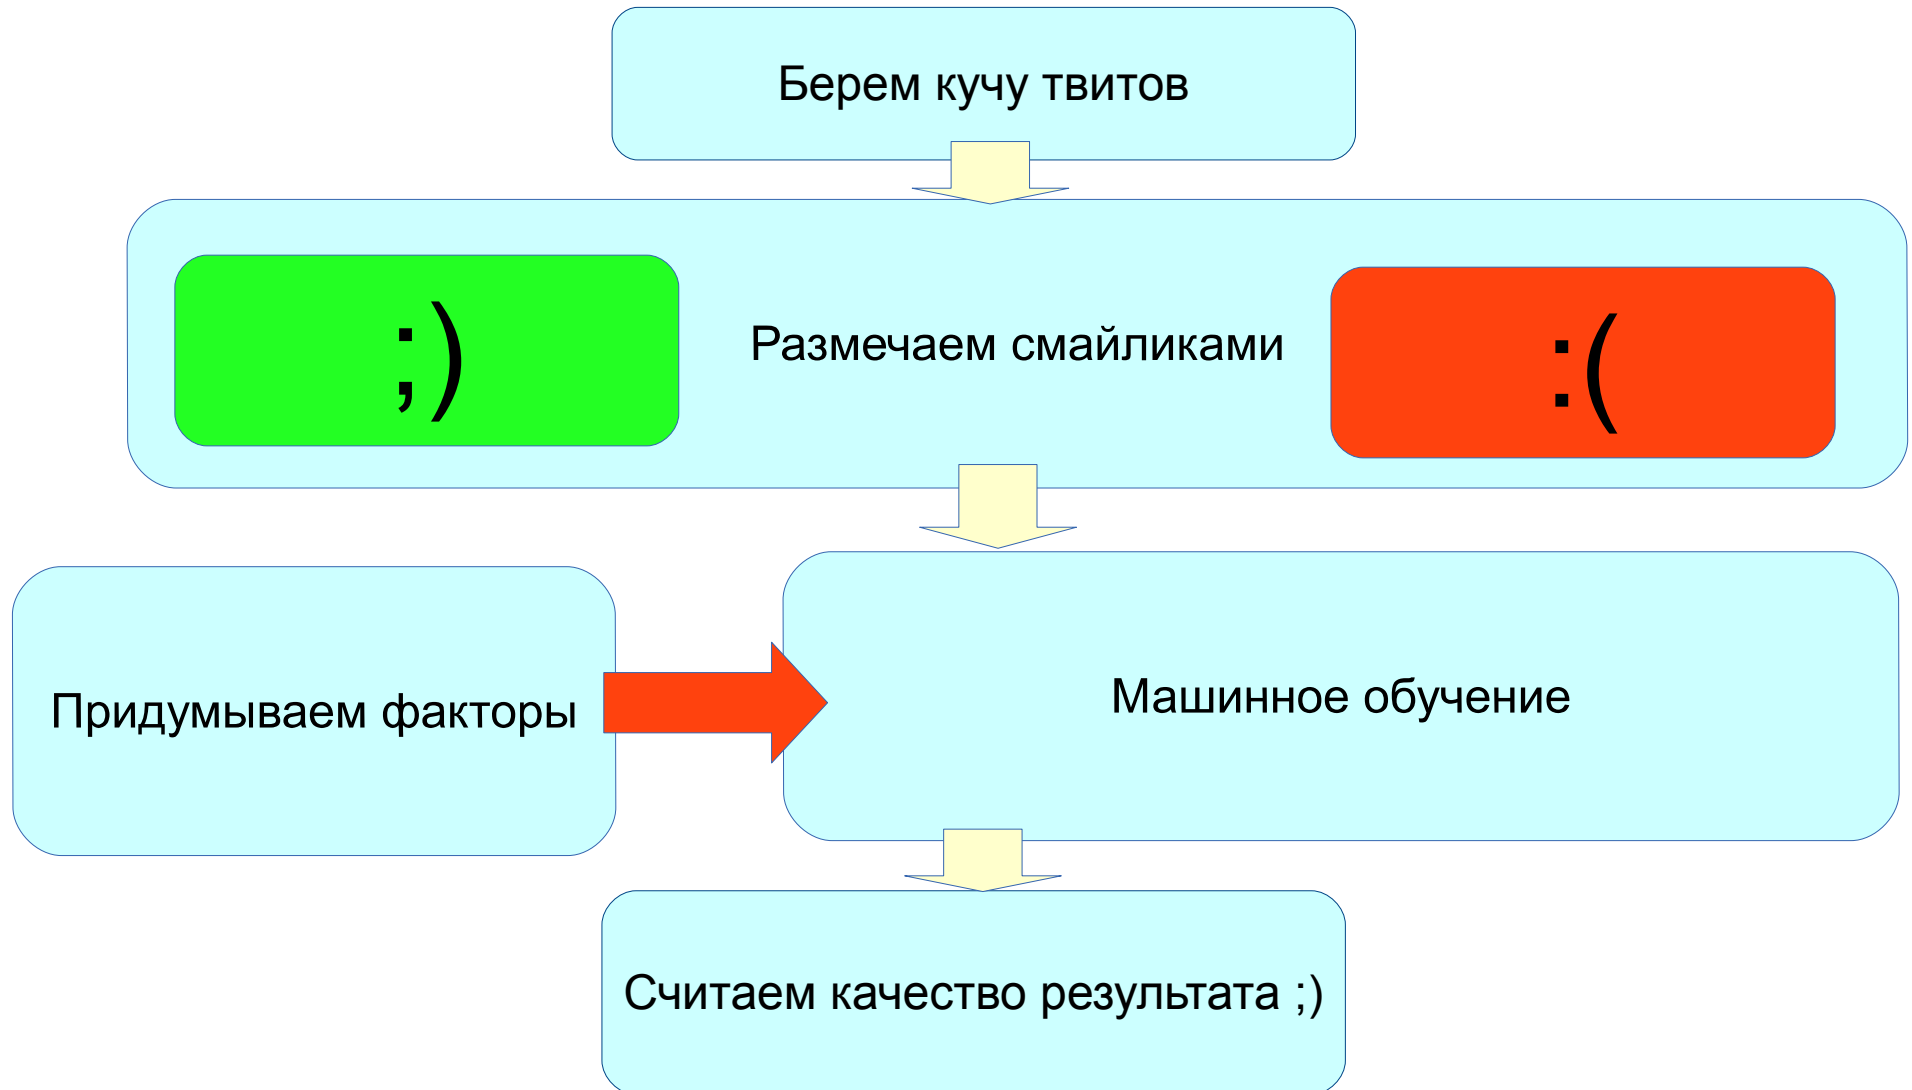 Берем кучу твитов
;)
Размечаем смайликами
:(
Придумываем факторы
Машинное обучение
Считаем качество результата ;)